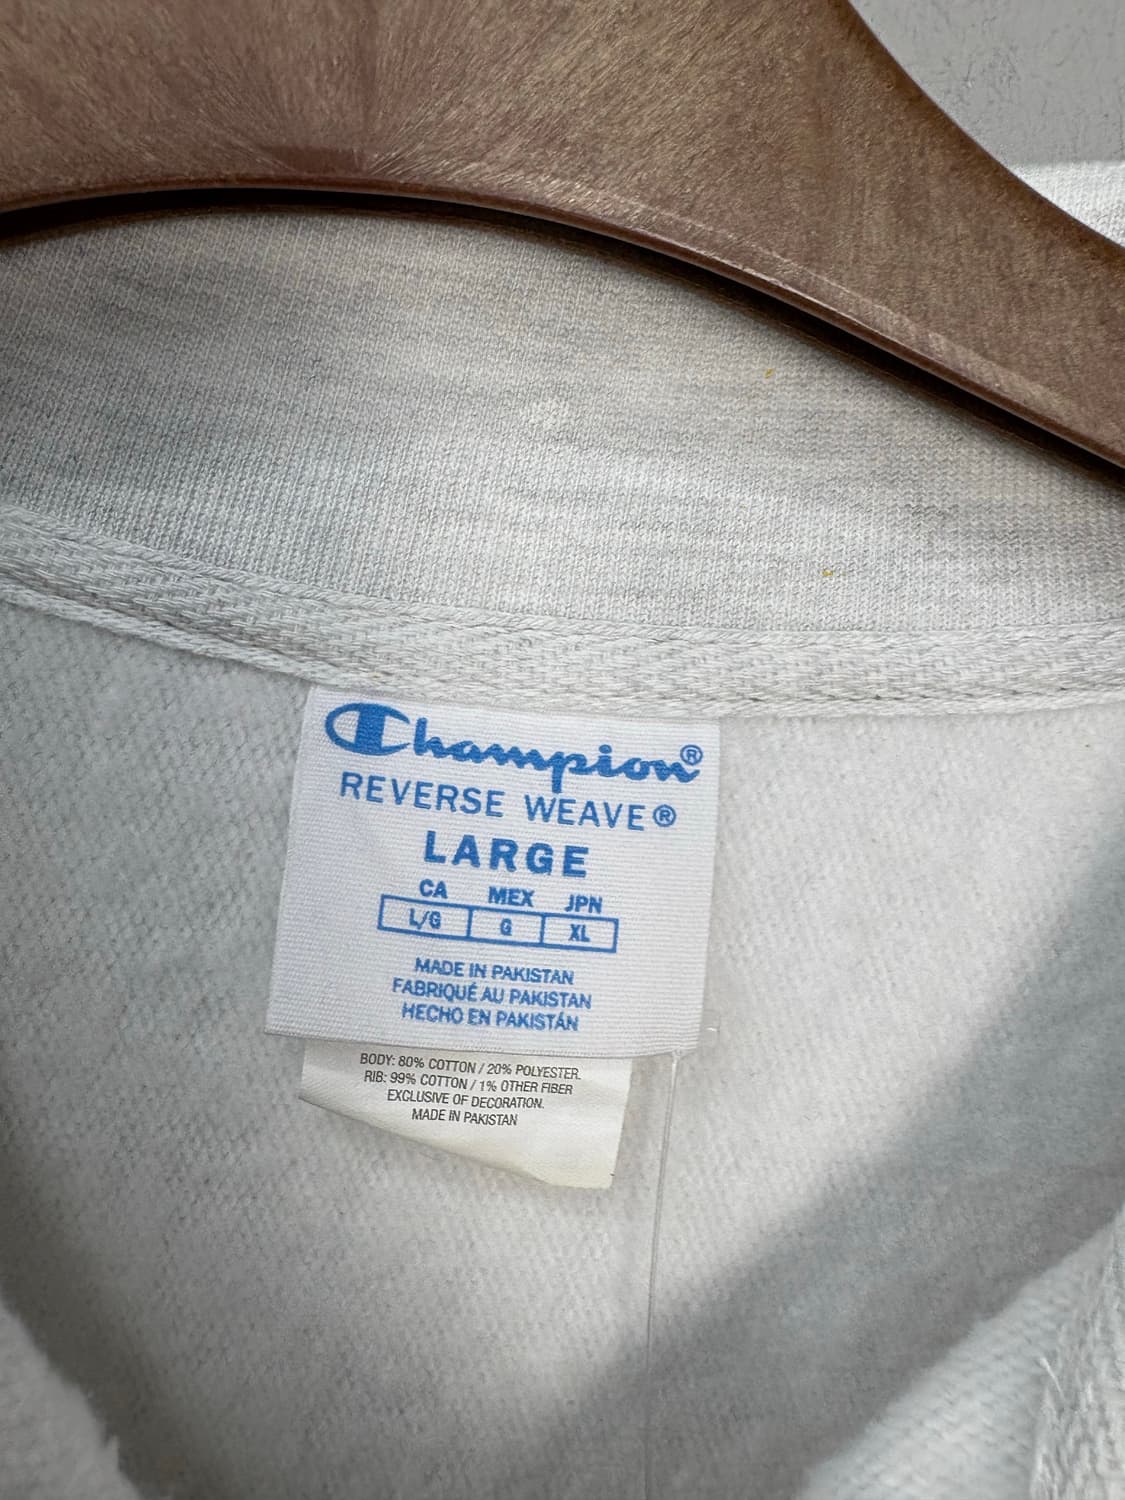 Champion®
REVERSE WEAVE®
LARGE
CA MEX JPN
L/G G XL
MADE IN PAKISTAN
FABRIQUÉ AU PAKISTAN
HECHO EN PAKISTÁN
BODY: 80% COTTON / 20% POLYESTER.
RIB: 99% COTTON / 1% OTHER FIBER
EXCLUSIVE OF DECORATION.
MADE IN PAKISTAN